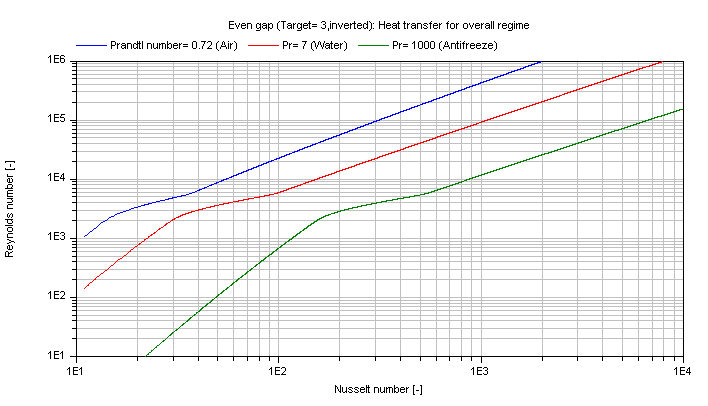 Even gap (Target= 3,inverted): Heat transfer for overall regime
Prandtl number= 0.72 (Air) Pr= 7 (Water) Pr= 1000 (Antifreeze)
1E6
1E5
1E4
1E3
1E2
1E1
Reynolds number [-]
1E1 1E2 1E3 1E4
Nusselt number [-]